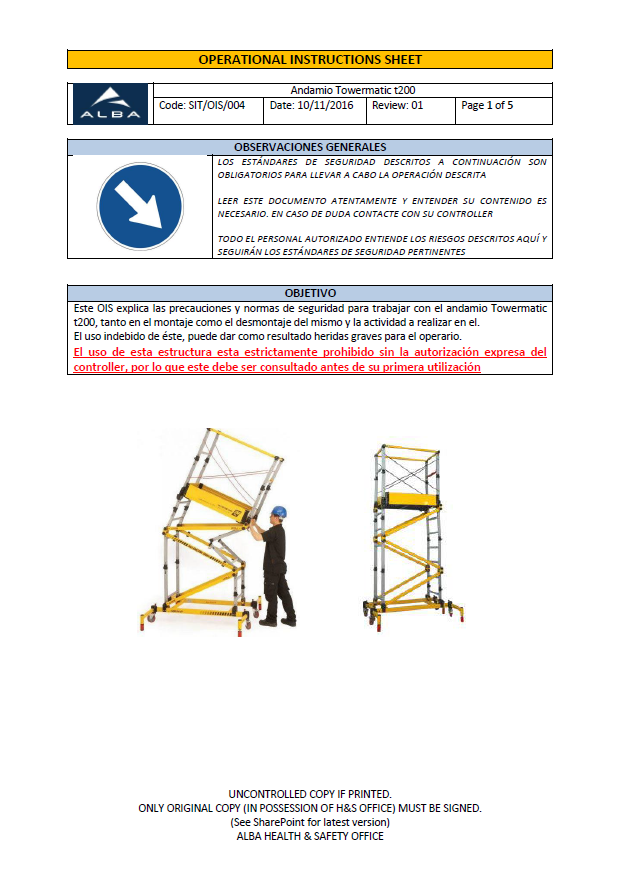 OPERATIONAL INSTRUCTIONS SHEET
ALBA
Andamio Towermatic t200
Code: SIT/OIS/004
Date: 10/11/2016
Review: 01
Page 1 of 5
OBSERVACIONES GENERALES
LOS ESTÁNDARES DE SEGURIDAD DESCRITOS A CONTINUACIÓN SON
OBLIGATORIOS PARA LLEVAR A CABO LA OPERACIÓN DESCRITA
LEER ESTE DOCUMENTO ATENTAMENTE Y ENTENDER SU CONTENIDO ES
NECESARIO. EN CASO DE DUDA CONTACTE CON SU CONTROLLER
TODO EL PERSONAL AUTORIZADO ENTIENDE LOS RIESGOS DESCRITOS AQUÍ Y
SEGUIRÁN LOS ESTÁNDARES DE SEGURIDAD PERTINENTES
OBJETIVO
Este OIS explica las precauciones y normas de seguridad para trabajar con el andamio Towermatic
t200, tanto en el montaje como el desmontaje del mismo y la actividad a realizar en el.
El uso indebido de éste, puede dar como resultado heridas graves para el operario.
El uso de esta estructura esta estrictamente prohibido sin la autorización expresa del
controller, por lo que este debe ser consultado antes de su primera utilización
UNCONTROLLED COPY IF PRINTED.
ONLY ORIGINAL COPY (IN POSSESSION OF H&S OFFICE) MUST BE SIGNED.
(See SharePoint for latest version)
ALBA HEALTH & SAFETY OFFICE